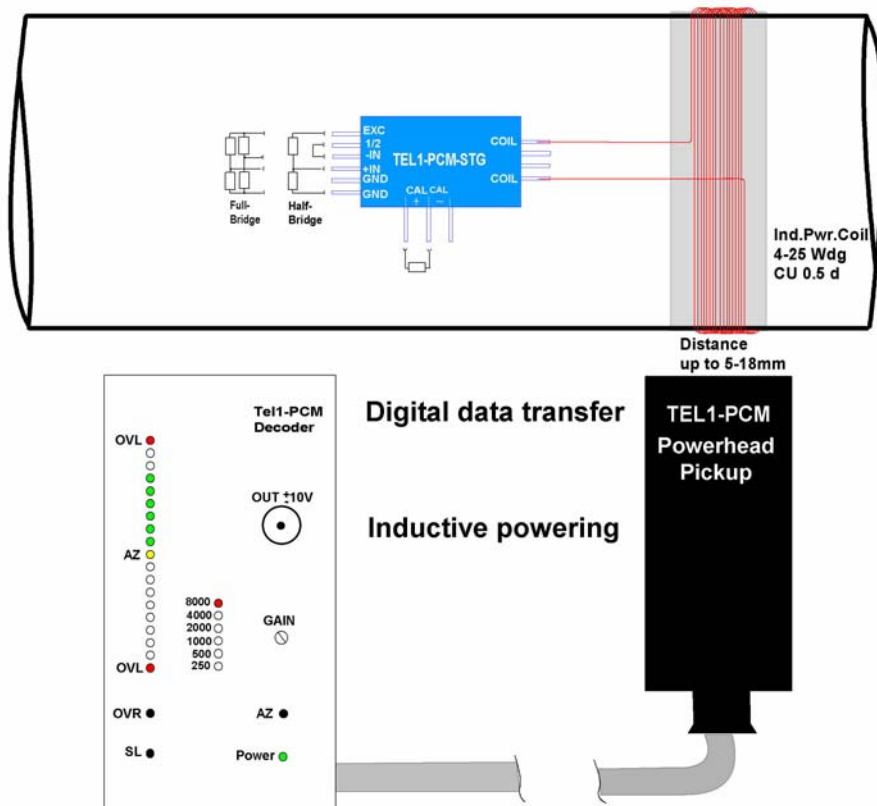 EXC
1/2
-IN
+IN
GND
GND
TEL1-PCM-STG
COIL
COIL
CAL CAL
+ −
Full-
Bridge
Half-
Bridge
Ind.Pwr.Coil
4-25 Wdg
CU 0.5 d
Distance
up to 5-18mm
Tel1-PCM
Decoder
OVL
OUT ±10V
AZ
8000
4000
2000
1000
500
250
GAIN
OVL
OVR
AZ
SL
Power
Digital data transfer
Inductive powering
TEL1-PCM
Powerhead
Pickup